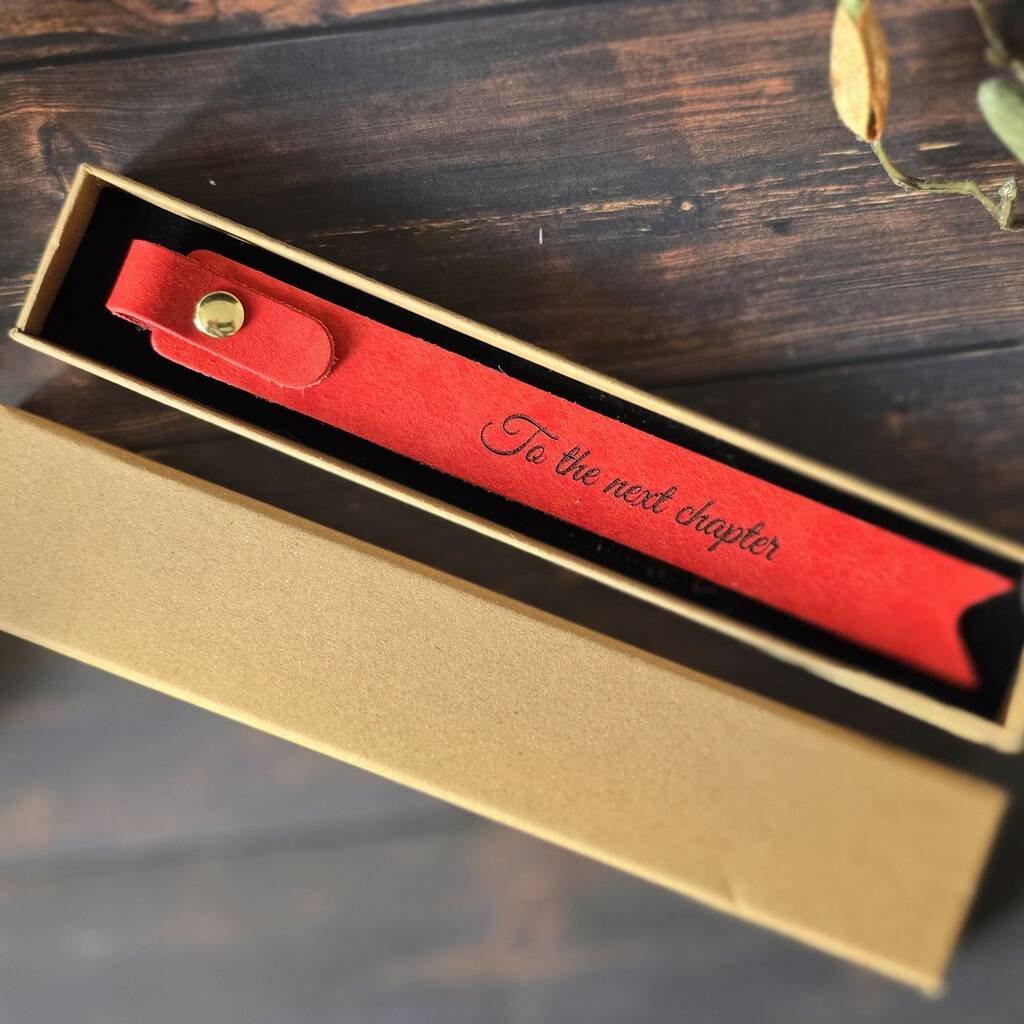 To the next chapter